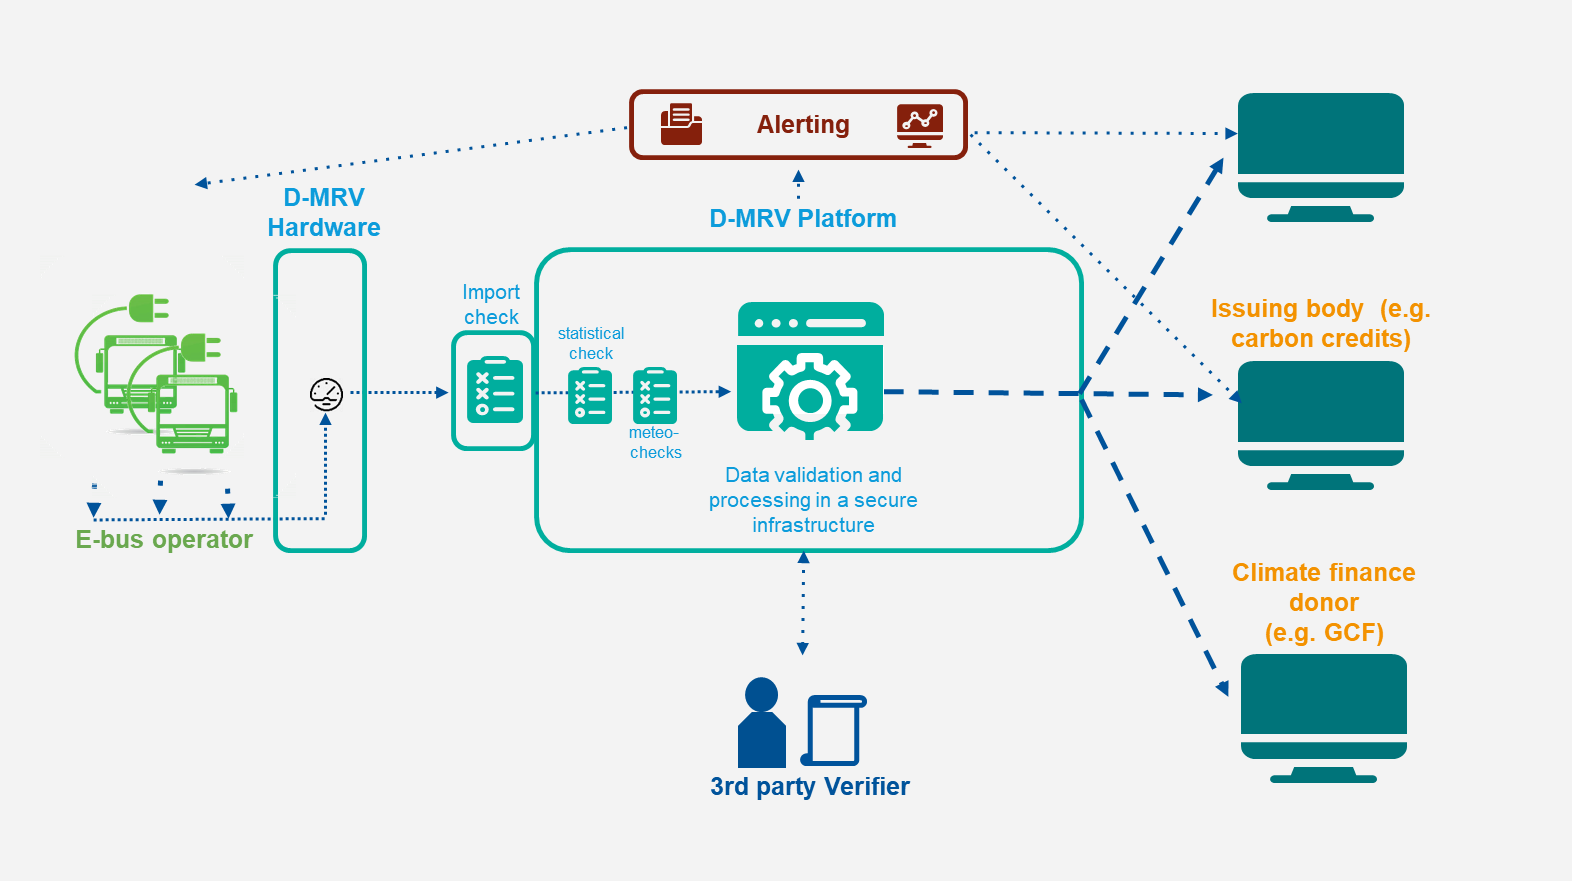 Alerting
D-MRV
Hardware
D-MRV Platform
Import
check
statistical
check
meteo-
checks
Data validation and
processing in a secure
infrastructure
E-bus operator
Issuing body  (e.g.
carbon credits)
Climate finance
donor
(e.g. GCF)
3rd party Verifier